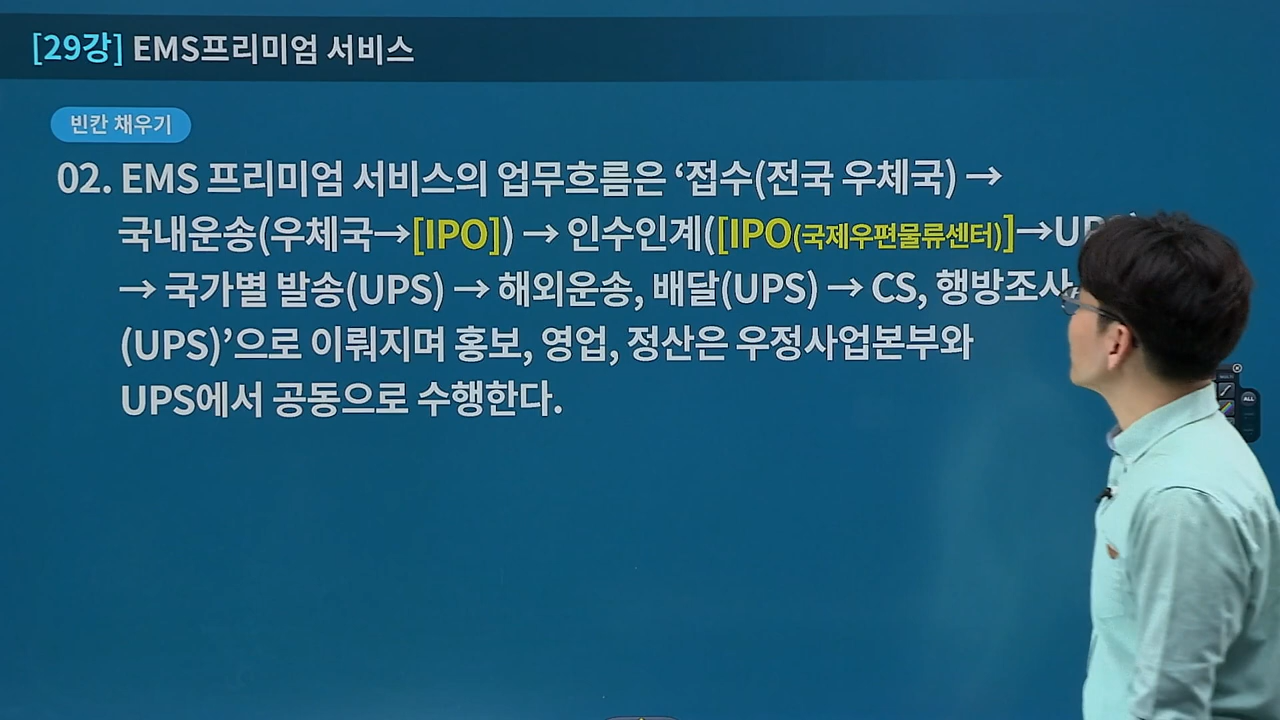 [29강] EMS프리미엄 서비스
빈칸 채우기
02. EMS 프리미엄 서비스의 업무흐름은 ‘접수(전국 우체국) →
국내운송(우체국→[IPO]) → 인수인계([IPO(국제우편물류센터)]→UP
→ 국가별 발송(UPS) → 해외운송, 배달(UPS) → CS, 행방조사
(UPS)’으로 이뤄지며 홍보, 영업, 정산은 우정사업본부와
UPS에서 공동으로 수행한다.
ALL